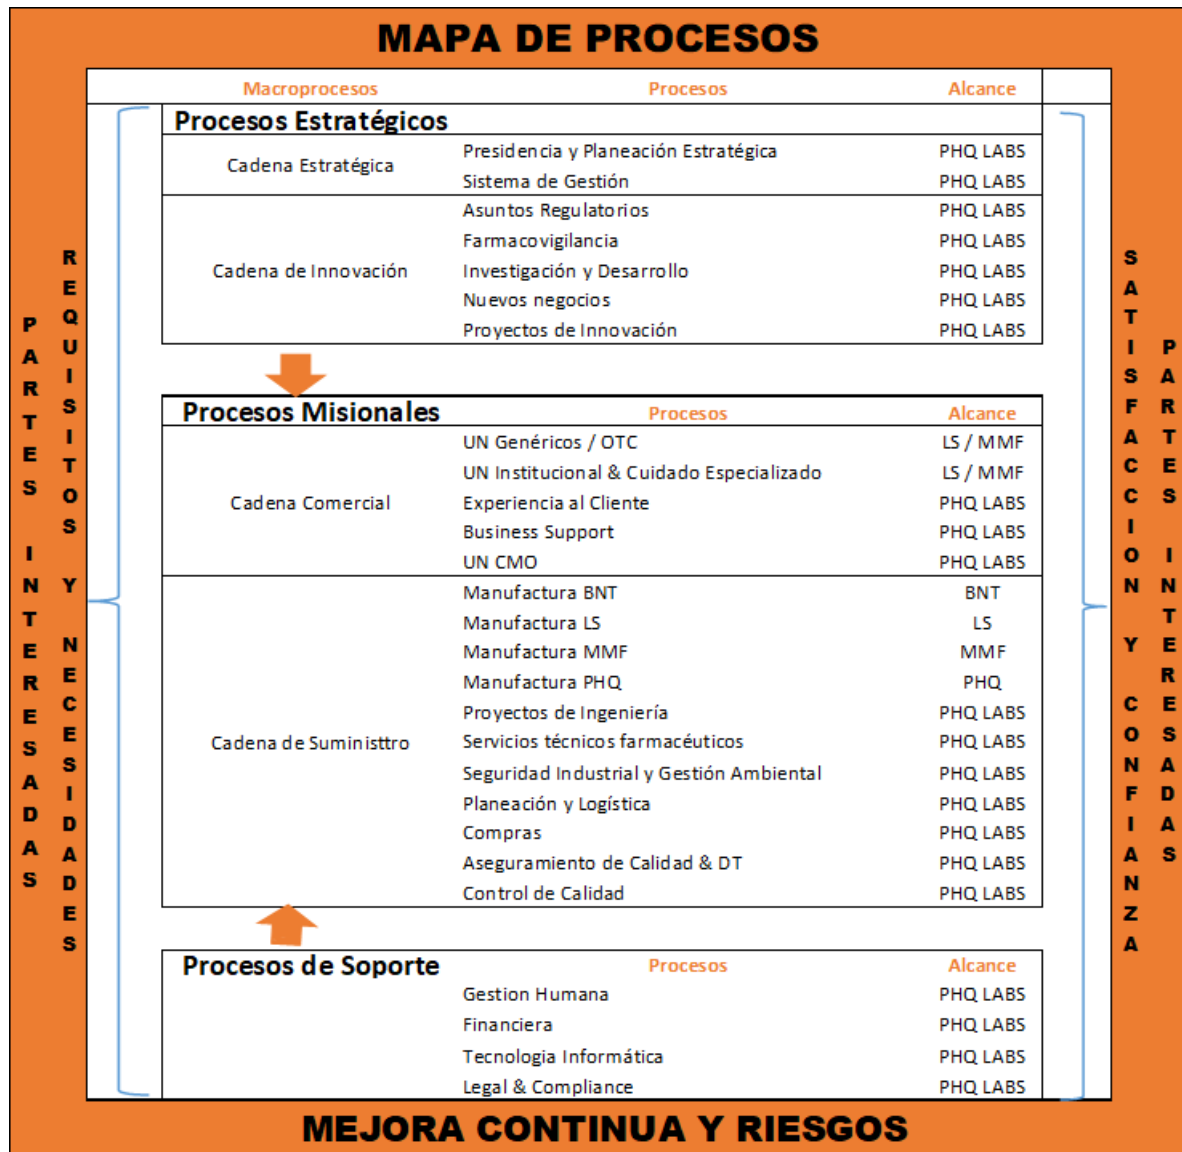 MAPA DE PROCESOS
Macroprocesos Procesos Alcance
Procesos Estratégicos
Cadena Estratégica
Presidencia y Planeación Estratégica PHQ LABS
Sistema de Gestión PHQ LABS
Cadena de Innovación
Asuntos Regulatorios PHQ LABS
Farmacovigilancia PHQ LABS
Investigación y Desarrollo PHQ LABS
Nuevos negocios PHQ LABS
Proyectos de Innovación PHQ LABS
Procesos Misionales Procesos Alcance
Cadena Comercial
UN Genéricos / OTC LS / MMF
UN Institucional & Cuidado Especializado LS / MMF
Experiencia al Cliente PHQ LABS
Business Support PHQ LABS
UN CMO PHQ LABS
Cadena de Suministtro
Manufactura BNT BNT
Manufactura LS LS
Manufactura MMF MMF
Manufactura PHQ PHQ
Proyectos de Ingeniería PHQ LABS
Servicios técnicos farmacéuticos PHQ LABS
Seguridad Industrial y Gestión Ambiental PHQ LABS
Planeación y Logística PHQ LABS
Compras PHQ LABS
Aseguramiento de Calidad & DT PHQ LABS
Control de Calidad PHQ LABS
Procesos de Soporte Procesos Alcance
Gestion Humana PHQ LABS
Financiera PHQ LABS
Tecnologia Informática PHQ LABS
Legal & Compliance PHQ LABS
PARTES INTERESADAS
REQUISITOS Y NECESIDADES
SATISFACCION Y CONFIANZA
PARTES INTERESADAS
MEJORA CONTINUA Y RIESGOS